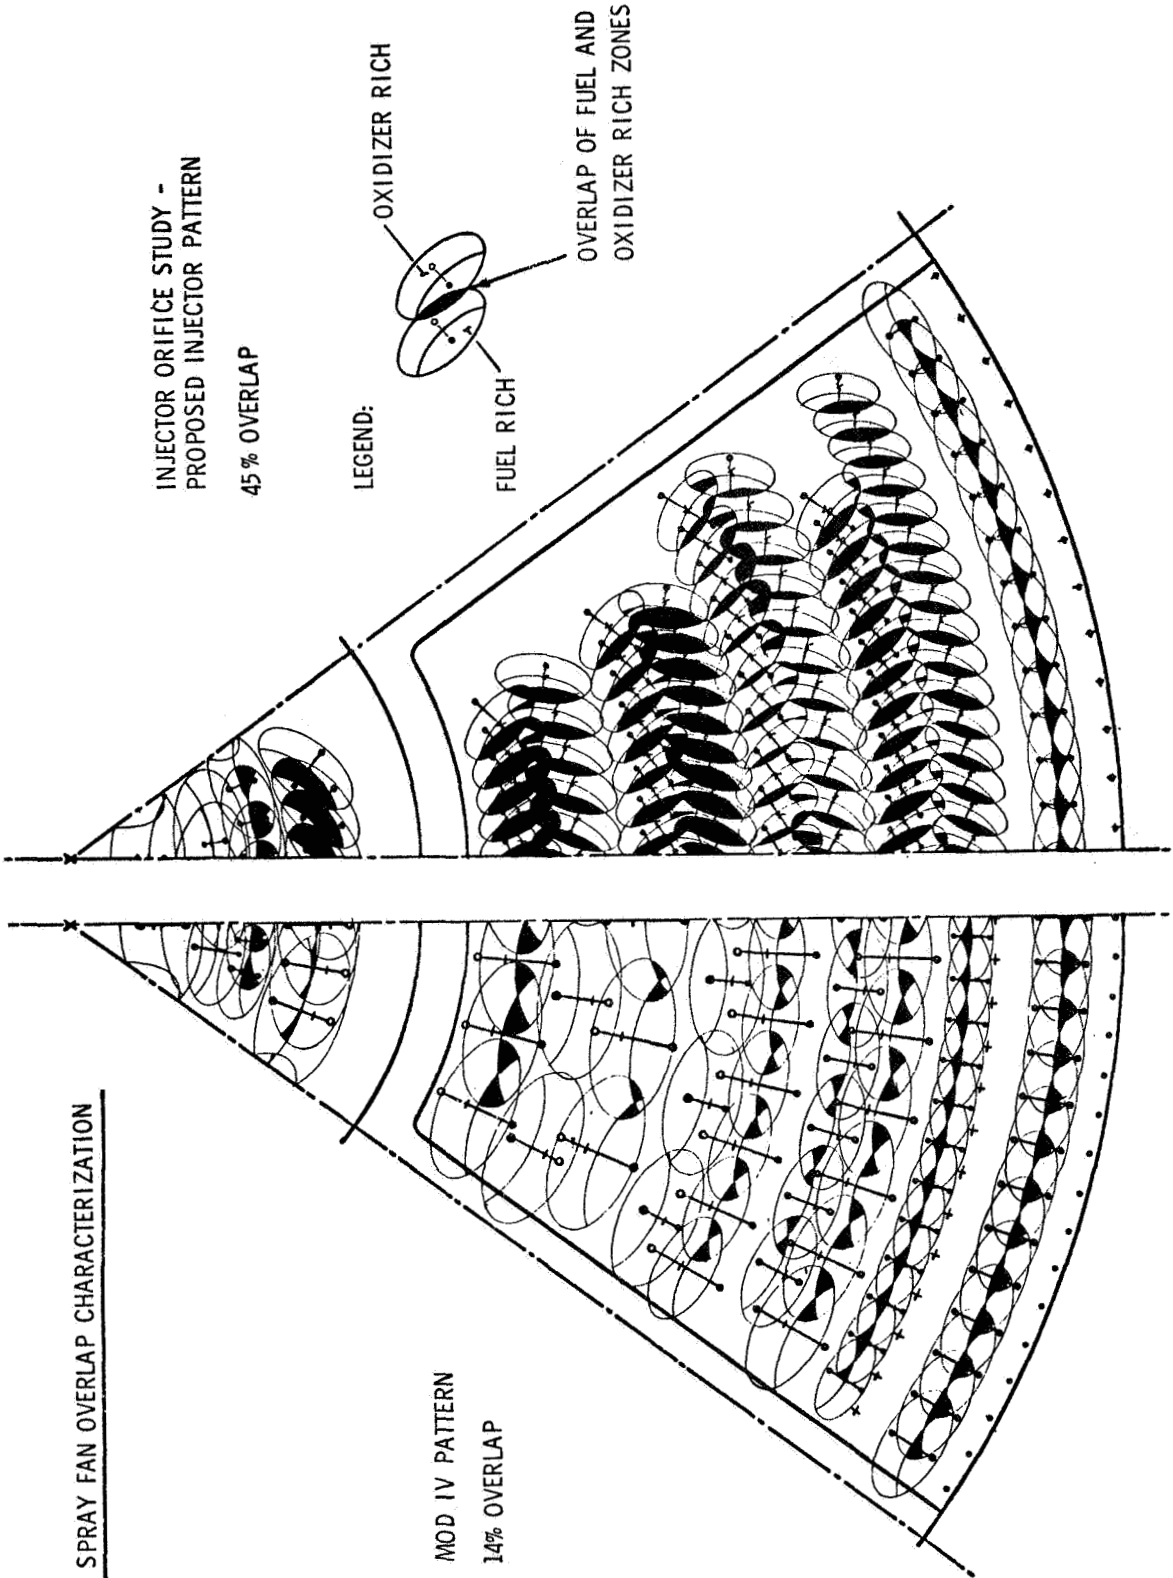 SPRAY FAN OVERLAP CHARACTERIZATION
MOD IV PATTERN
14% OVERLAP
INJECTOR ORIFICE STUDY -
PROPOSED INJECTOR PATTERN
45% OVERLAP
LEGEND:
OXIDIZER RICH
FUEL RICH
OVERLAP OF FUEL AND
OXIDIZER RICH ZONES